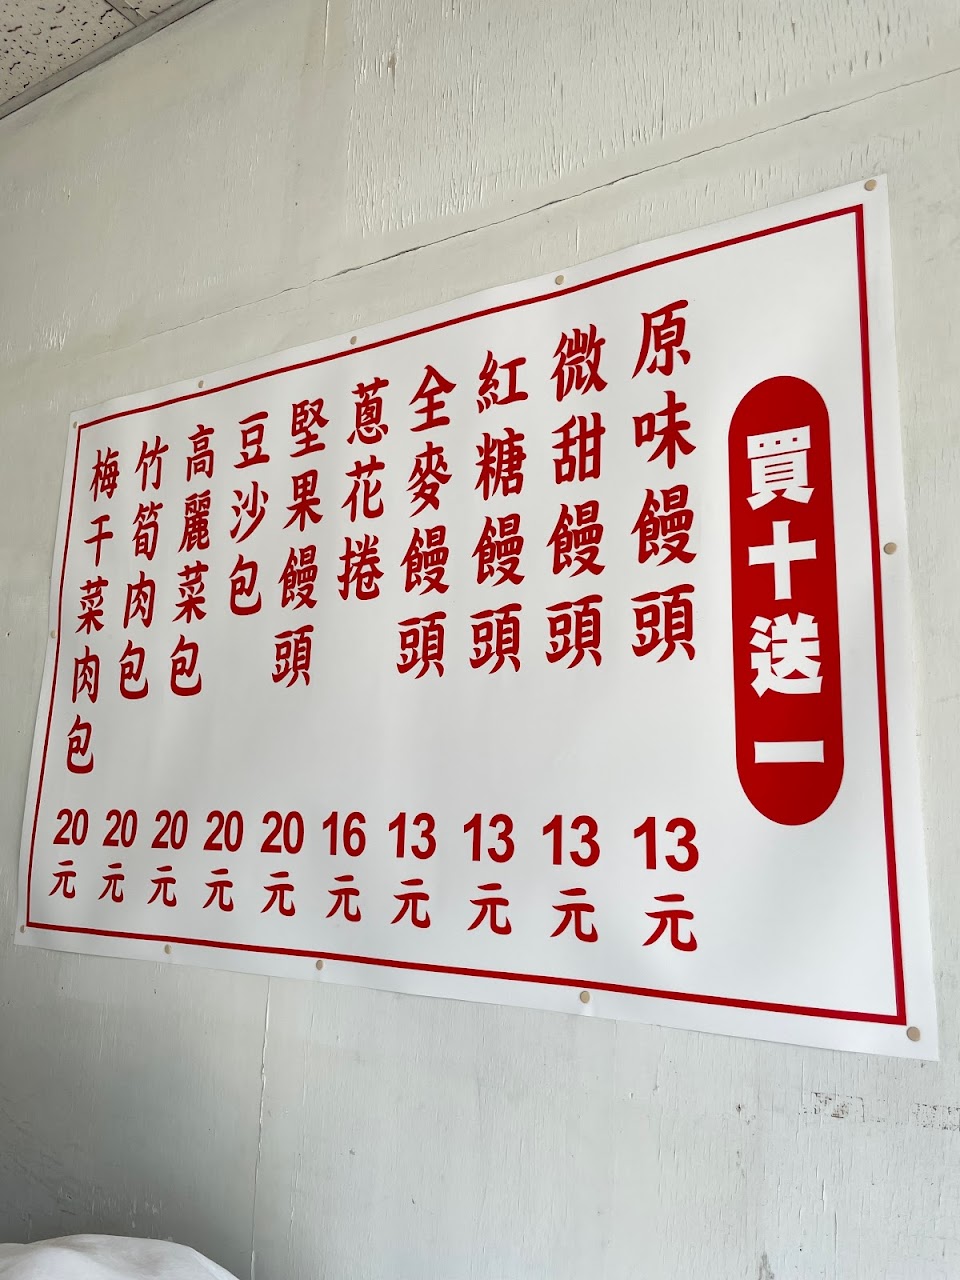 買十送一
原味饅頭 13元
微甜饅頭 13元
紅糖饅頭 13元
全麥饅頭 13元
蔥花捲 16元
堅果饅頭 20元
豆沙包 20元
高麗菜包 20元
竹筍肉包 20元
梅干菜肉包 20元